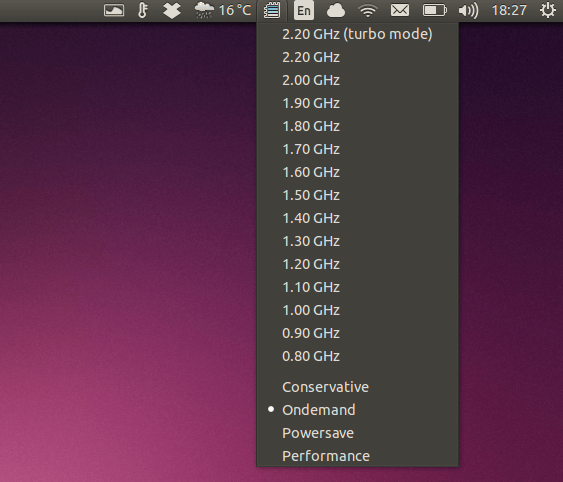 16 °C En 18:27
2.20 GHz (turbo mode)
2.20 GHz
2.00 GHz
1.90 GHz
1.80 GHz
1.70 GHz
1.60 GHz
1.50 GHz
1.40 GHz
1.30 GHz
1.20 GHz
1.10 GHz
1.00 GHz
0.90 GHz
0.80 GHz
Conservative
Ondemand
Powersave
Performance